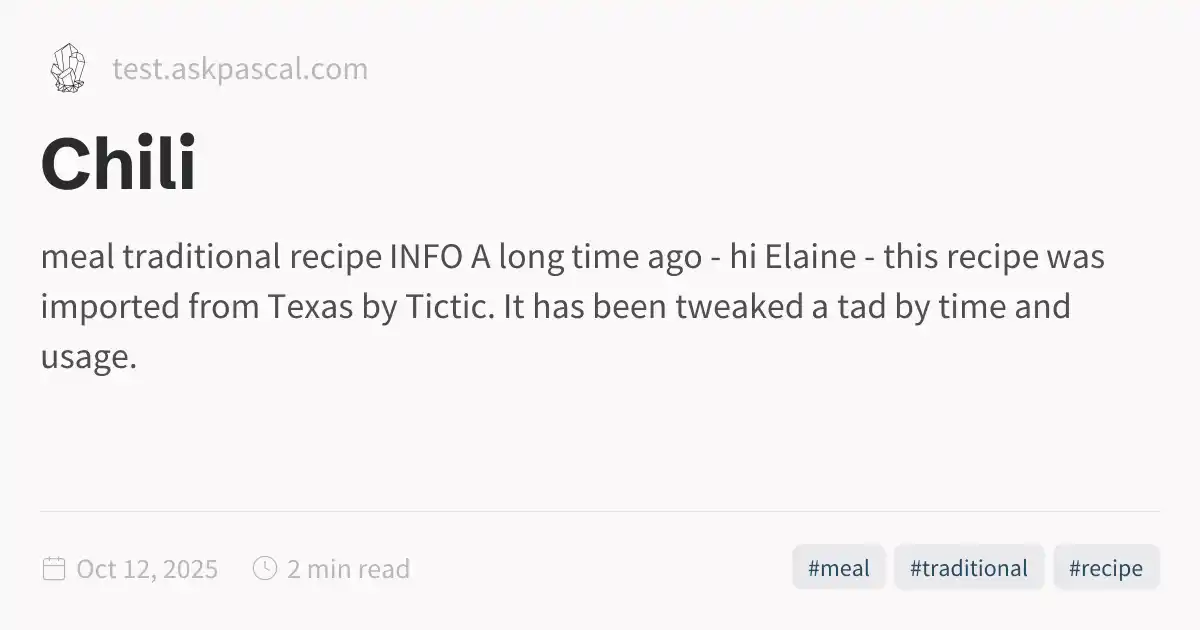 test.askpascal.com
Chili
meal traditional recipe INFO A long time ago - hi Elaine - this recipe was
imported from Texas by Tictic. It has been tweaked a tad by time and
usage.
Oct 12, 2025 2 min read #meal #traditional #recipe